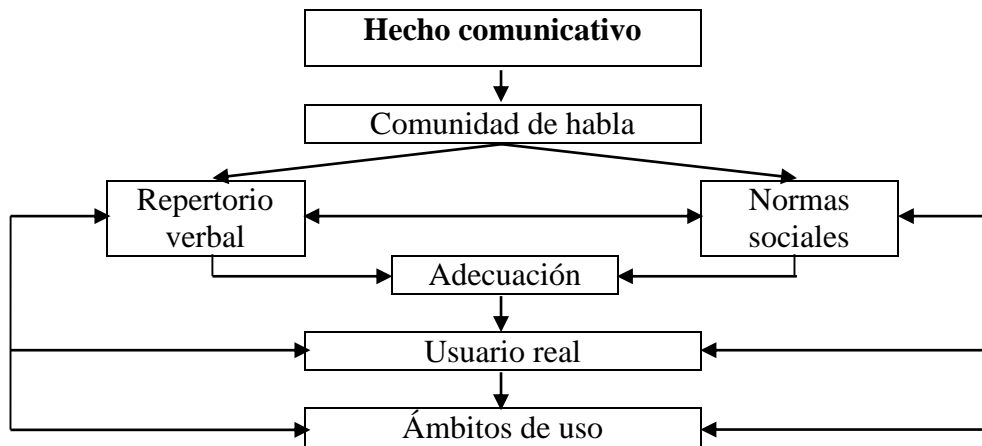 Hecho comunicativo
Comunidad de habla
Repertorio
verbal
Normas
sociales
Adecuación
Usuario real
Ámbitos de uso